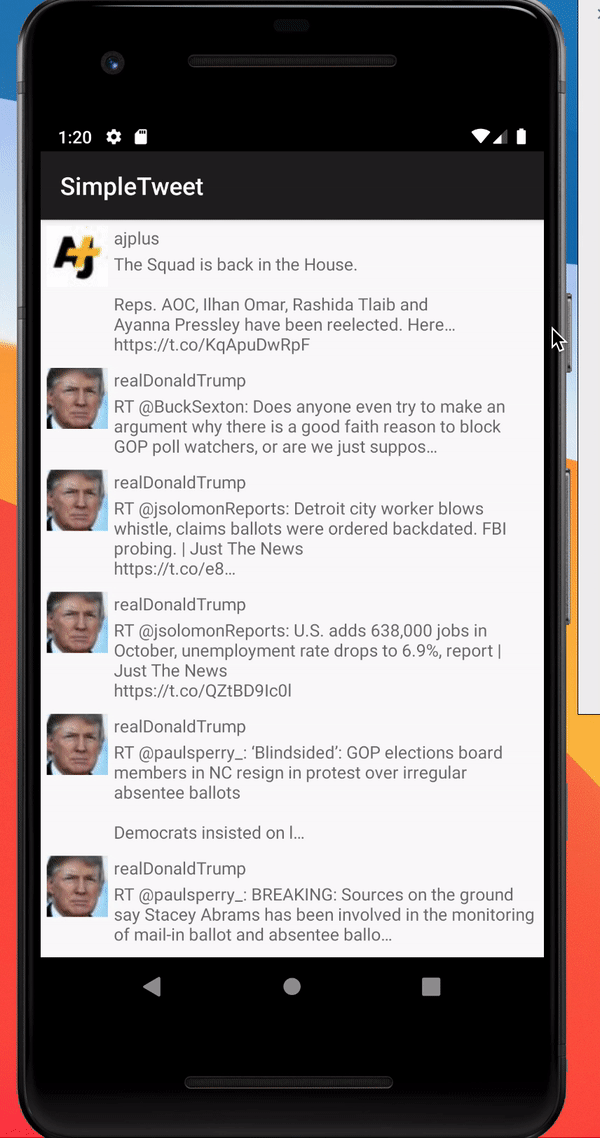 1:20
SimpleTweet
ajplus
The Squad is back in the House.
Reps. AOC, Ilhan Omar, Rashida Tlaib and
Ayanna Pressley have been reelected. Here…
https://t.co/KqApuDwRpF
realDonaldTrump
RT @BuckSexton: Does anyone even try to make an
argument why there is a good faith reason to block
GOP poll watchers, or are we just suppos…
realDonaldTrump
RT @jsolomonReports: Detroit city worker blows
whistle, claims ballots were ordered backdated. FBI
probing. | Just The News
https://t.co/e8…
realDonaldTrump
RT @jsolomonReports: U.S. adds 638,000 jobs in
October, unemployment rate drops to 6.9%, report |
Just The News
https://t.co/QZtBD9Ic0l
realDonaldTrump
RT @paulsperry_: ‘Blindsided’: GOP elections board
members in NC resign in protest over irregular
absentee ballots
Democrats insisted on l…
realDonaldTrump
RT @paulsperry_: BREAKING: Sources on the ground
say Stacey Abrams has been involved in the monitoring
of mail-in ballot and absentee ballo…